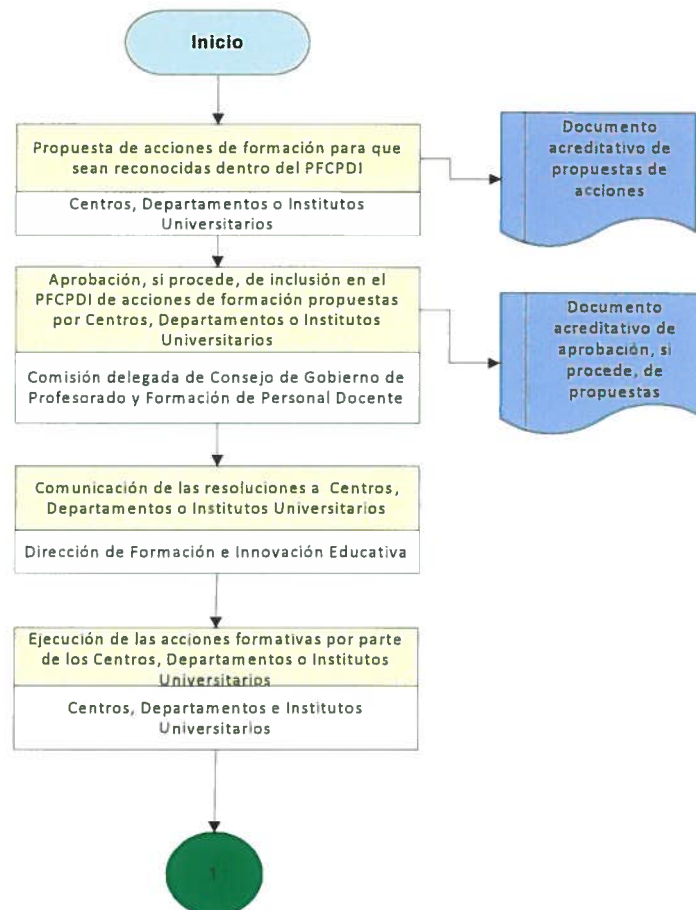 Inicio
Propuesta de acciones de formación para que
sean reconocidas dentro del PFCPDI
Centros, Departamentos o Institutos
Universitarios
Documento
acreditativo de
propuestas de
acciones
Aprobación, si procede, de inclusión en el
PFCPDI de acciones de formación propuestas
por Centros, Departamentos o Institutos
Universitarios
Comisión delegada de Consejo de Gobierno de
Profesorado y Formación de Personal Docente
Documento
acreditativo de
aprobación, si
procede, de
propuestas
Comunicación de las resoluciones a Centros,
Departamentos o Institutos Universitarios
Dirección de Formación e Innovación Educativa
Ejecución de las acciones formativas por parte
de los Centros, Departamentos o Institutos
Universitarios
Centros, Departamentos e Institutos
Universitarios
1